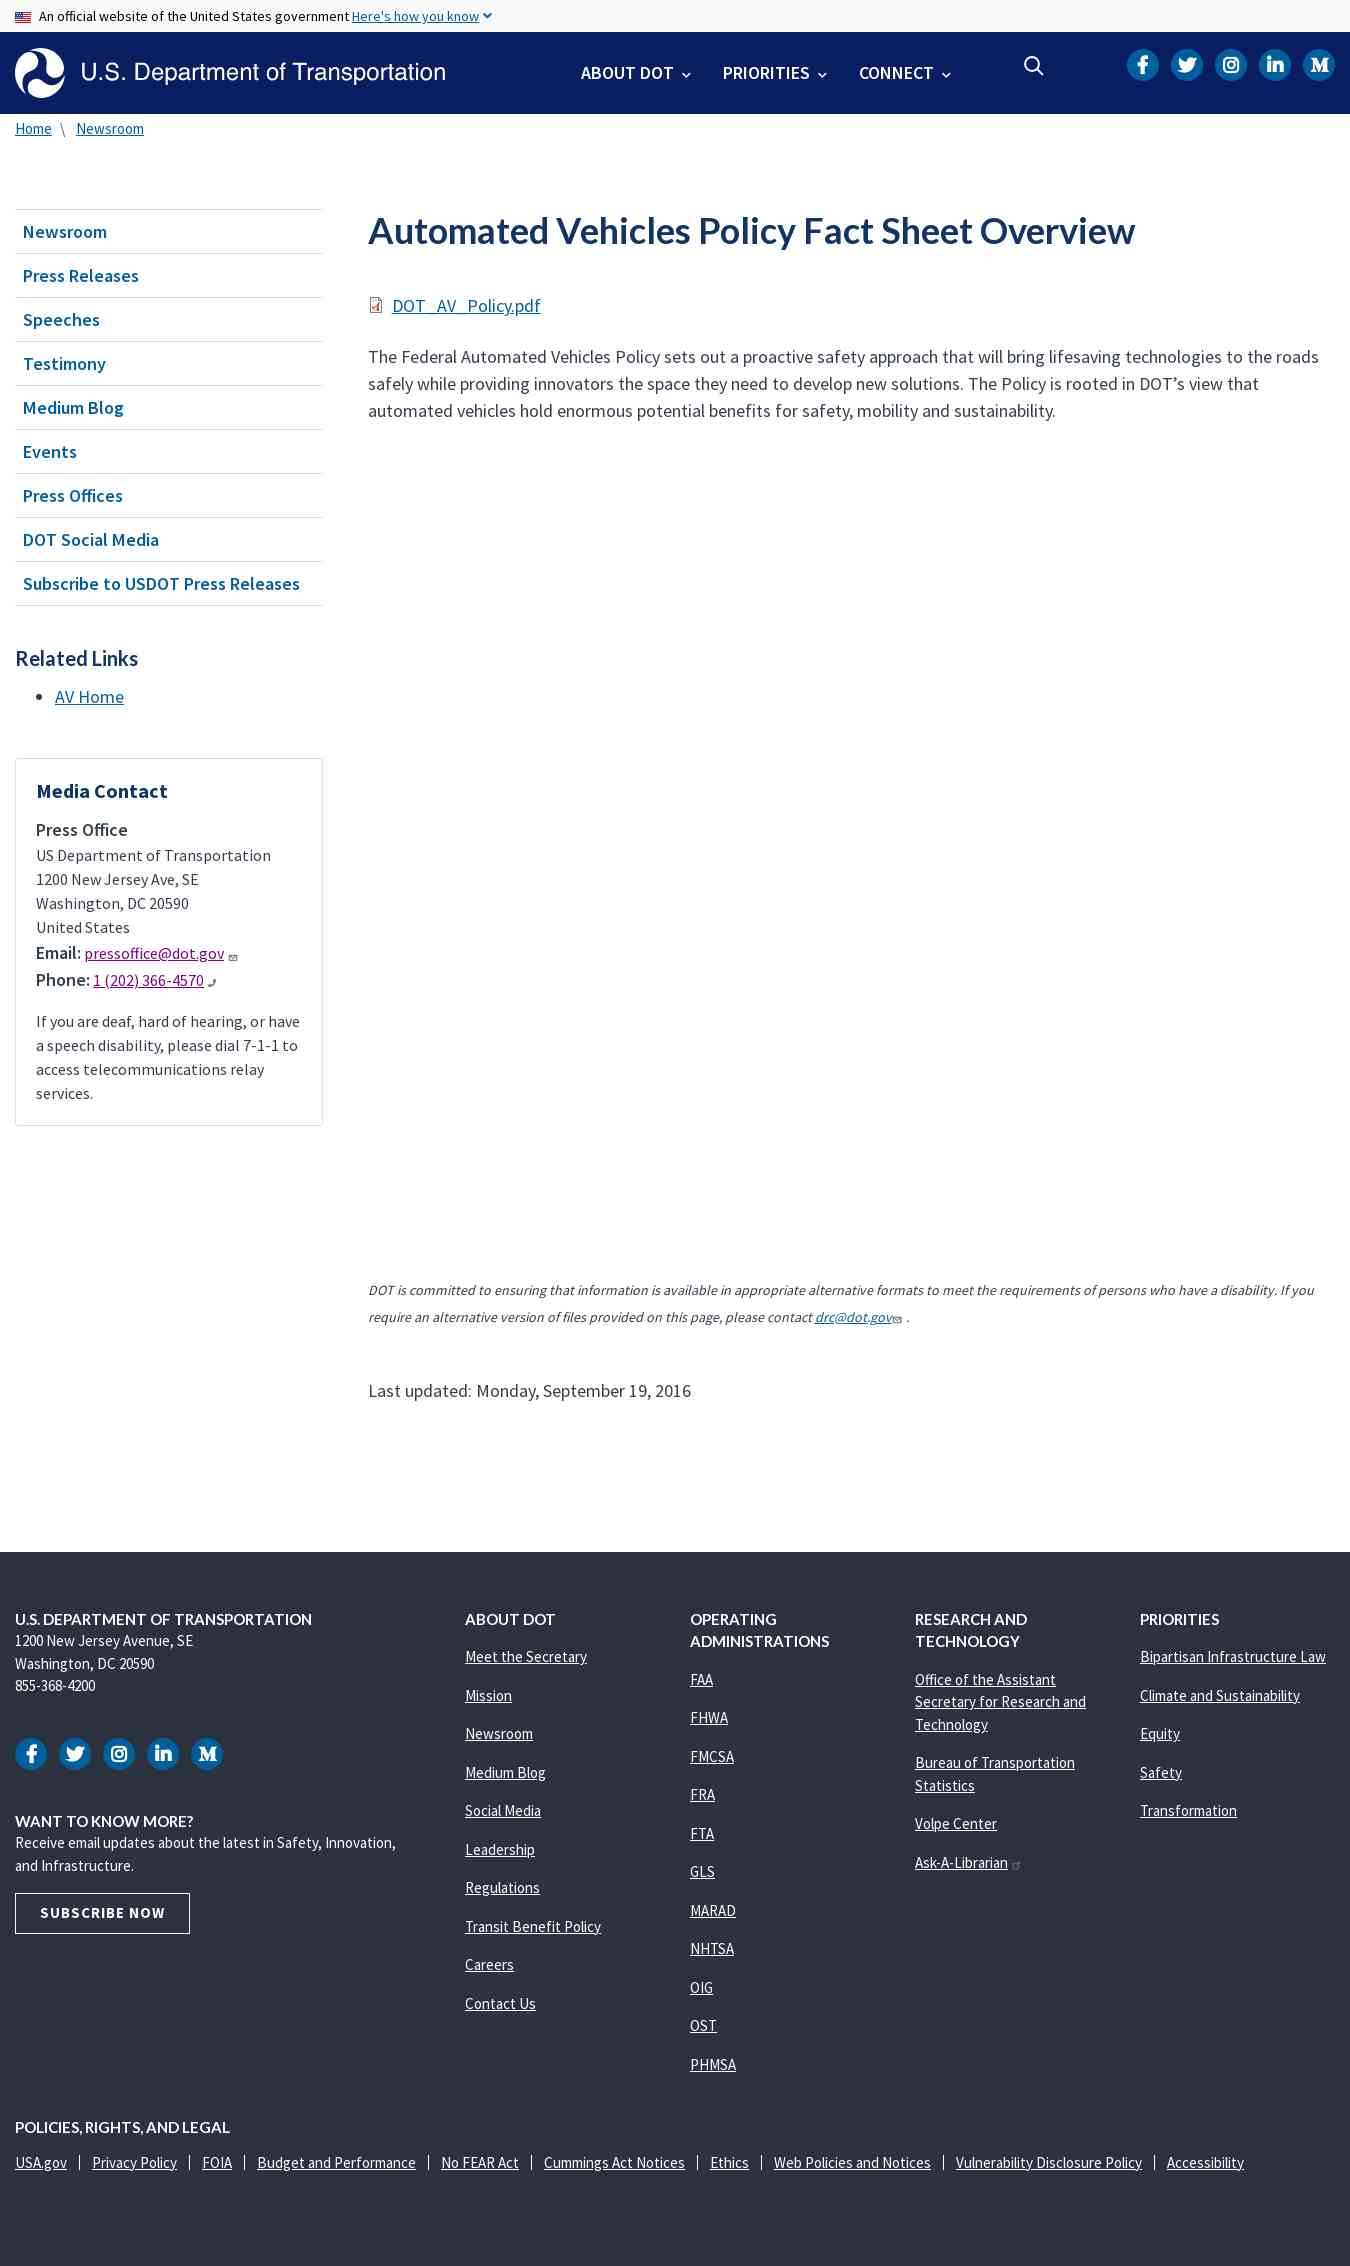 An official website of the United States government Here's how you know
U.S. Department of Transportation
ABOUT DOT
PRIORITIES
CONNECT
Home \ Newsroom
Newsroom
Press Releases
Speeches
Testimony
Medium Blog
Events
Press Offices
DOT Social Media
Subscribe to USDOT Press Releases
Related Links
AV Home
Media Contact
Press Office
US Department of Transportation
1200 New Jersey Ave, SE
Washington, DC 20590
United States
Email: pressoffice@dot.gov
Phone: 1 (202) 366-4570
If you are deaf, hard of hearing, or have
a speech disability, please dial 7-1-1 to
access telecommunications relay
services.
Automated Vehicles Policy Fact Sheet Overview
DOT_AV_Policy.pdf
The Federal Automated Vehicles Policy sets out a proactive safety approach that will bring lifesaving technologies to the roads
safely while providing innovators the space they need to develop new solutions. The Policy is rooted in DOT’s view that
automated vehicles hold enormous potential benefits for safety, mobility and sustainability.
DOT is committed to ensuring that information is available in appropriate alternative formats to meet the requirements of persons who have a disability. If you
require an alternative version of files provided on this page, please contact drc@dot.gov .
Last updated: Monday, September 19, 2016
U.S. DEPARTMENT OF TRANSPORTATION
1200 New Jersey Avenue, SE
Washington, DC 20590
855-368-4200
WANT TO KNOW MORE?
Receive email updates about the latest in Safety, Innovation,
and Infrastructure.
SUBSCRIBE NOW
ABOUT DOT
Meet the Secretary
Mission
Newsroom
Medium Blog
Social Media
Leadership
Regulations
Transit Benefit Policy
Careers
Contact Us
OPERATING
ADMINISTRATIONS
FAA
FHWA
FMCSA
FRA
FTA
GLS
MARAD
NHTSA
OIG
OST
PHMSA
RESEARCH AND
TECHNOLOGY
Office of the Assistant
Secretary for Research and
Technology
Bureau of Transportation
Statistics
Volpe Center
Ask-A-Librarian
PRIORITIES
Bipartisan Infrastructure Law
Climate and Sustainability
Equity
Safety
Transformation
POLICIES, RIGHTS, AND LEGAL
USA.gov | Privacy Policy | FOIA | Budget and Performance | No FEAR Act | Cummings Act Notices | Ethics | Web Policies and Notices | Vulnerability Disclosure Policy | Accessibility